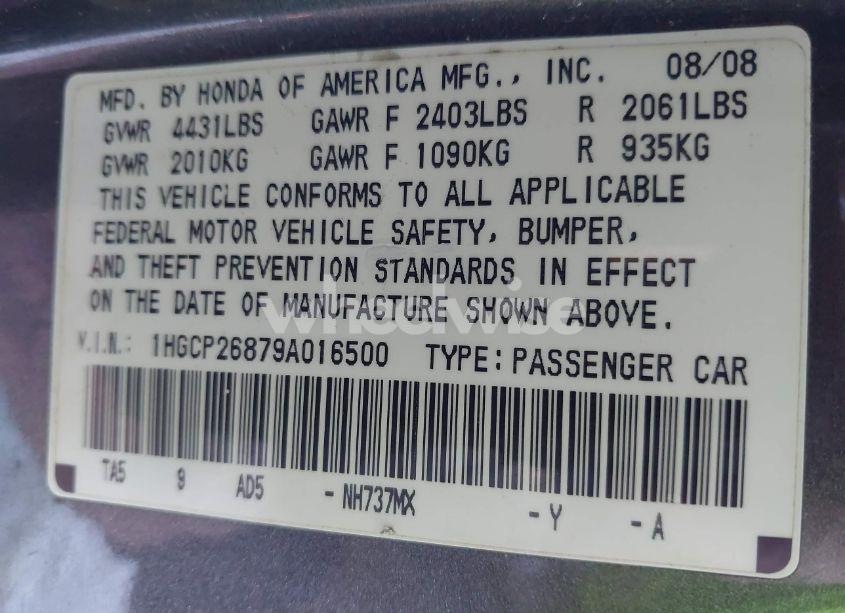 MFD. BY HONDA OF AMERICA MFG., INC. 08/08
GVWR 4431LBS GAWR F 2403LBS R 2061LBS
GVWR 2010KG GAWR F 1090KG R 935KG
THIS VEHICLE CONFORMS TO ALL APPLICABLE
FEDERAL MOTOR VEHICLE SAFETY, BUMPER,
AND THEFT PREVENTION STANDARDS IN EFFECT
ON THE DATE OF MANUFACTURE SHOWN ABOVE.
wheelwise
V.I.N.: 1HGCP26879A016500 TYPE: PASSENGER CAR
TA5 9 AD5 - NH737MX - Y - A